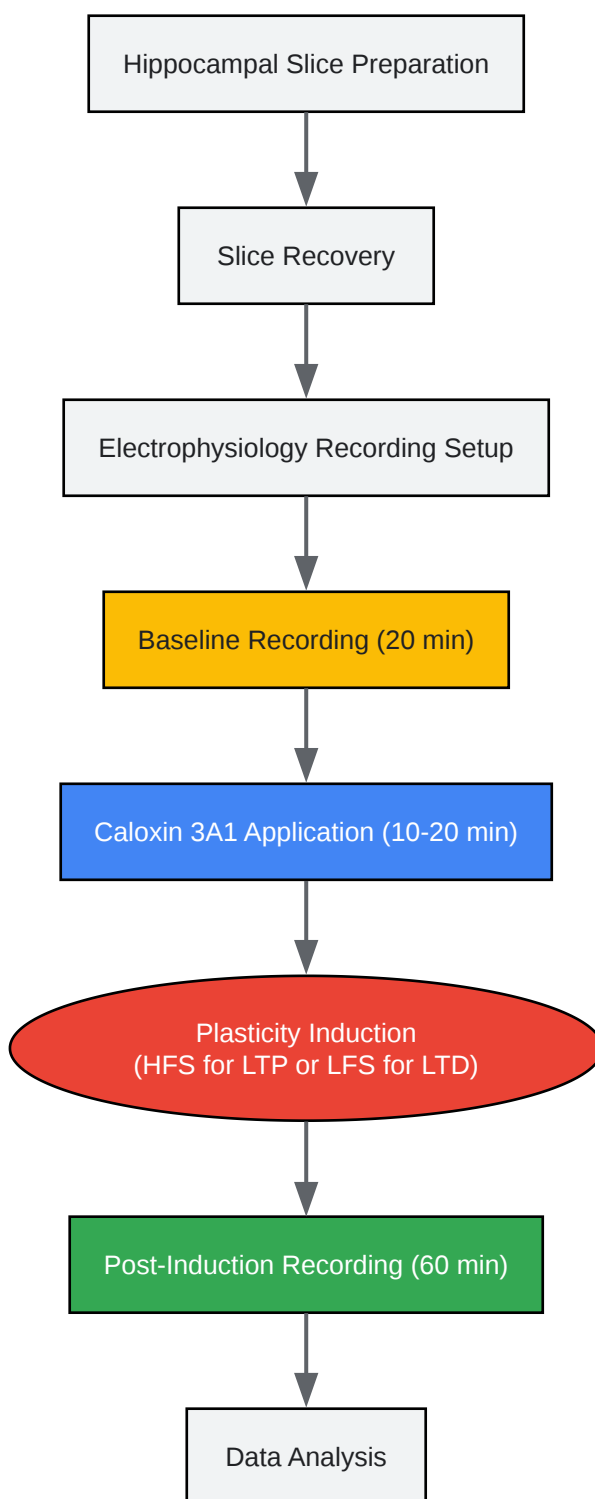 Hippocampal Slice Preparation
Slice Recovery
Electrophysiology Recording Setup
Baseline Recording (20 min)
Caloxin 3A1 Application (10-20 min)
Plasticity Induction
(HFS for LTP or LFS for LTD)
Post-Induction Recording (60 min)
Data Analysis